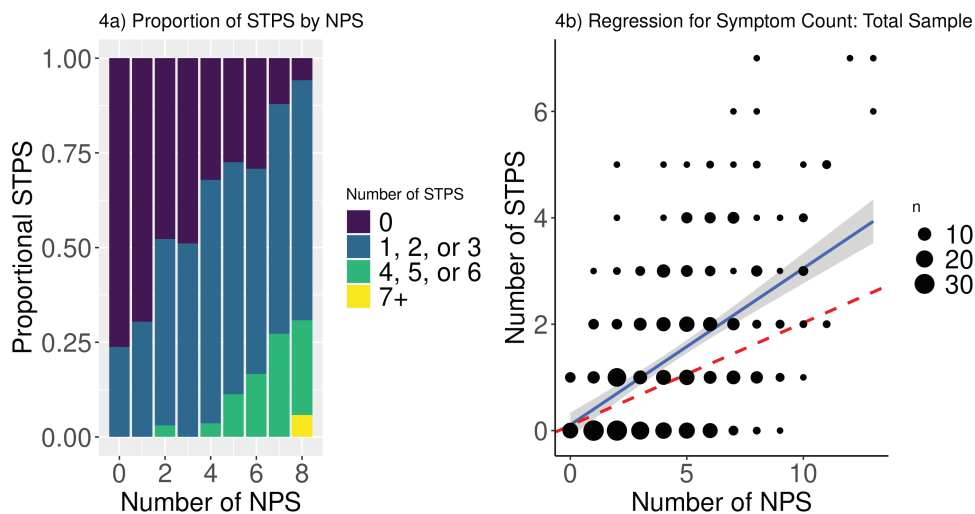 4a) Proportion of STPS by NPS
Proportional STPS
1.00
0.75
0.50
0.25
0.00
0 2 4 6 8
Number of NPS
Number of STPS
0
1, 2, or 3
4, 5, or 6
7+
4b) Regression for Symptom Count: Total Sample
Number of STPS
6
4
2
0
0 5 10
Number of NPS
n
10
20
30